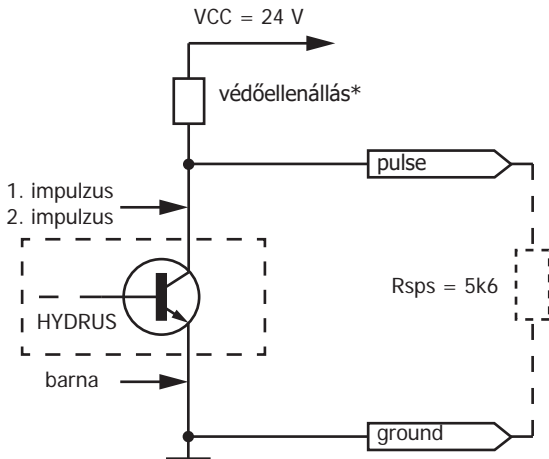 VCC = 24 V
védőellenállás*
pulse
1. impulzus
2. impulzus
Rsps = 5k6
HYDRUS
barna
ground